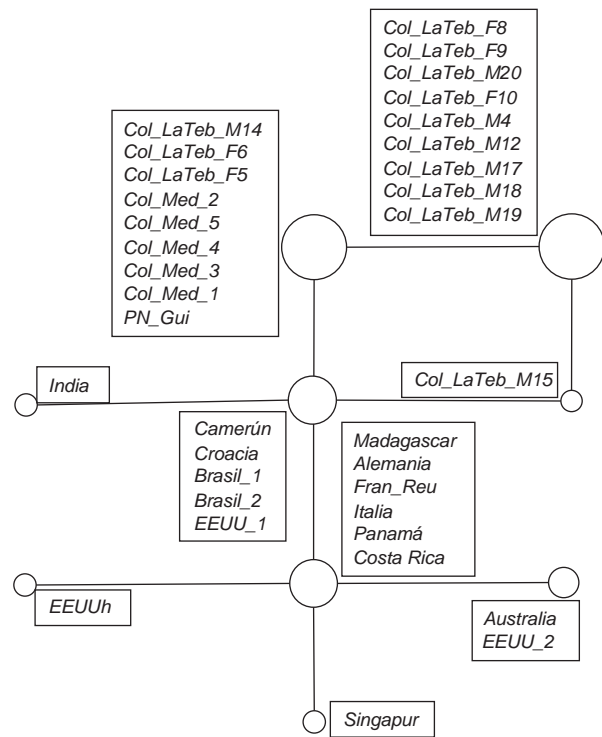 Col_LaTeb_F8
Col_LaTeb_F9
Col_LaTeb_M20
Col_LaTeb_F10
Col_LaTeb_M4
Col_LaTeb_M12
Col_LaTeb_M17
Col_LaTeb_M18
Col_LaTeb_M19
Col_LaTeb_M14
Col_LaTeb_F6
Col_LaTeb_F5
Col_Med_2
Col_Med_5
Col_Med_4
Col_Med_3
Col_Med_1
PN_Gui
India
Col_LaTeb_M15
Camerún
Croacia
Brasil_1
Brasil_2
EEUU_1
Madagascar
Alemania
Fran_Reu
Italia
Panamá
Costa Rica
EEUUh
Australia
EEUU_2
Singapur